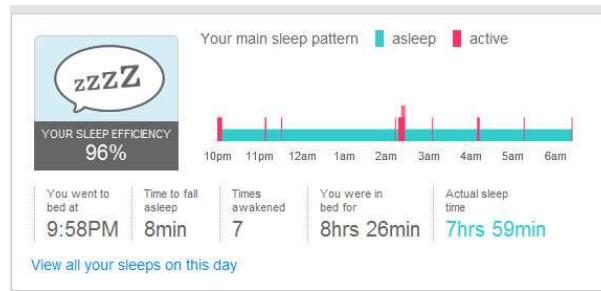 Your main sleep pattern asleep active
zzzz
YOUR SLEEP EFFICIENCY
96%
10pm 11pm 12am 1am 2am 3am 4am 5am 6am
You went to
bed at
9:58PM
Time to fall
asleep
8min
Times
awakened
7
You were in
bed for
8hrs 26min
Actual sleep
time
7hrs 59min
View all your sleeps on this day